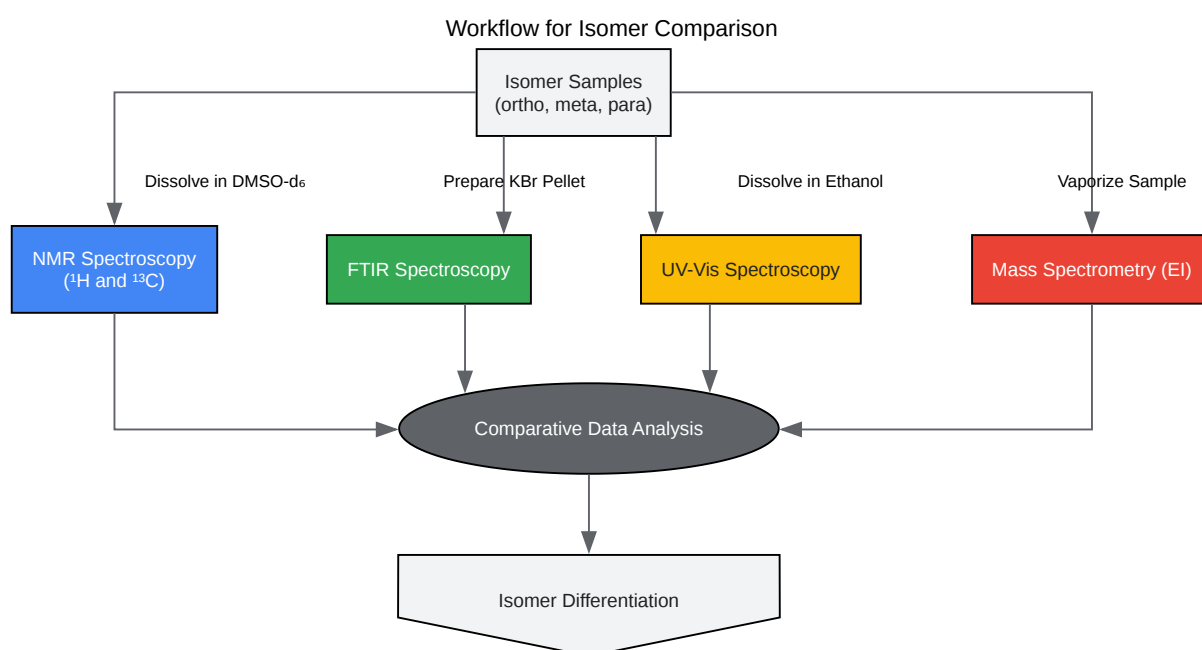 Workflow for Isomer Comparison
Isomer Samples
(ortho, meta, para)
Dissolve in DMSO-d₆
Prepare KBr Pellet
Dissolve in Ethanol
Vaporize Sample
NMR Spectroscopy
(¹H and ¹³C)
FTIR Spectroscopy
UV-Vis Spectroscopy
Mass Spectrometry (EI)
Comparative Data Analysis
Isomer Differentiation